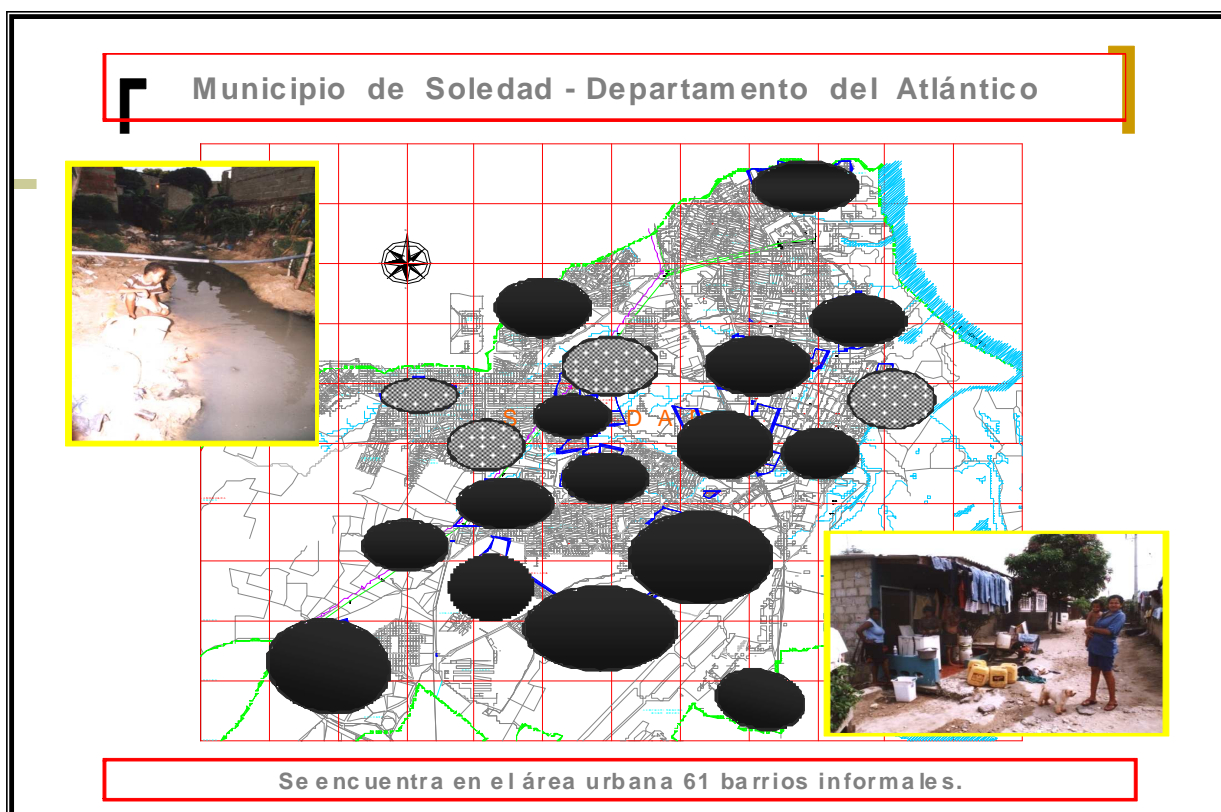 Municipio de Soledad - Departamento del Atlántico
S D A
Se encuentra en el área urbana 61 barrios informales.